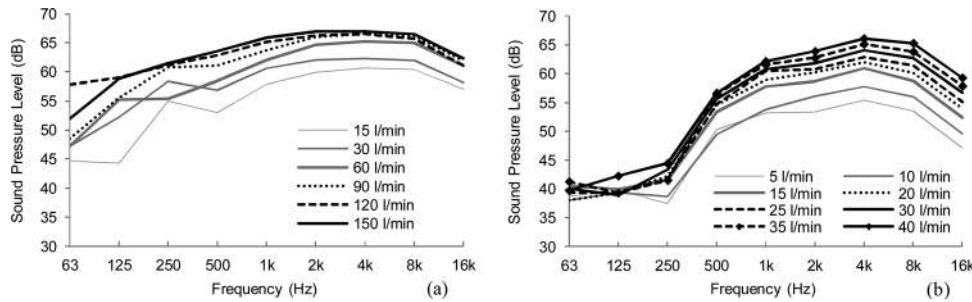 70
65
60
55
50
45
40
35
30
Sound Pressure Level (dB)
15 l/min
30 l/min
60 l/min
90 l/min
120 l/min
150 l/min
63 125 250 500 1k 2k 4k 8k 16k
Frequency (Hz)
(a)
70
65
60
55
50
45
40
35
30
Sound Pressure Level (dB)
5 l/min 10 l/min
15 l/min 20 l/min
25 l/min 30 l/min
35 l/min 40 l/min
63 125 250 500 1k 2k 4k 8k 16k
Frequency (Hz)
(b)